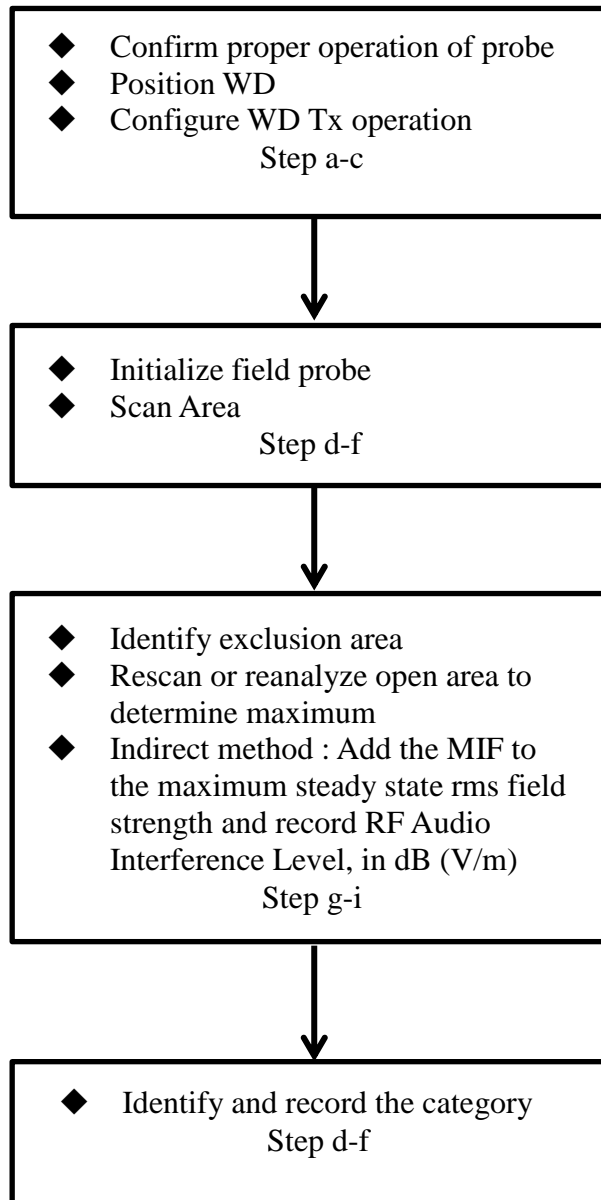 ◆ Confirm proper operation of probe
◆ Position WD
◆ Configure WD Tx operation
Step a-c
◆ Initialize field probe
◆ Scan Area
Step d-f
◆ Identify exclusion area
◆ Rescan or reanalyze open area to
determine maximum
◆ Indirect method : Add the MIF to
the maximum steady state rms field
strength and record RF Audio
Interference Level, in dB (V/m)
Step g-i
◆ Identify and record the category
Step d-f